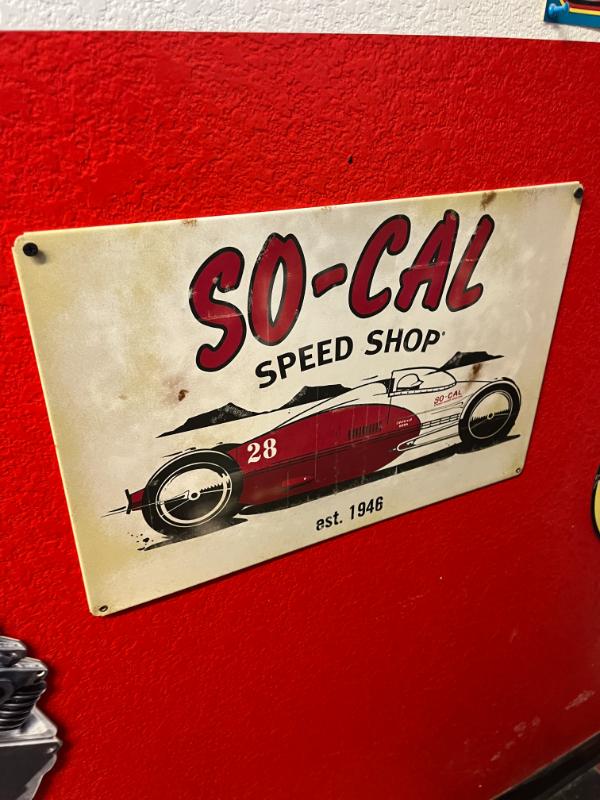 SO-CAL
SPEED SHOP
28
SO-CAL
est. 1946